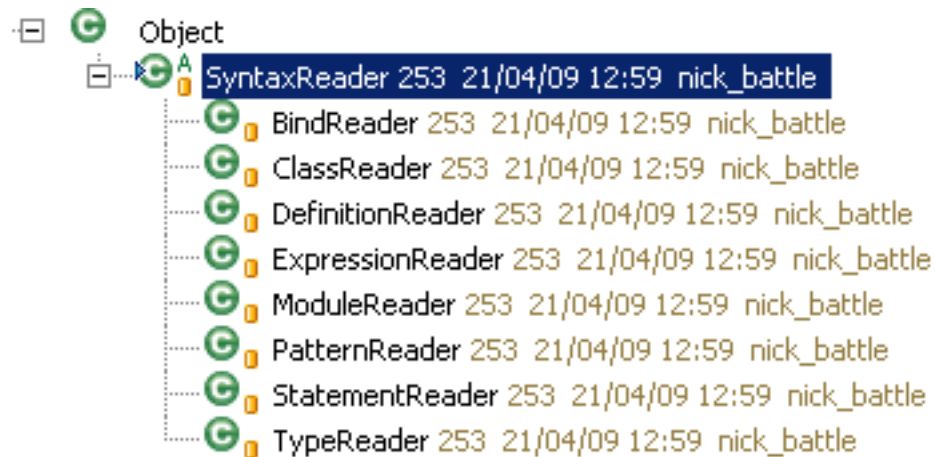 Object
SyntaxReader 253 21/04/09 12:59 nick_battle
BindReader 253 21/04/09 12:59 nick_battle
ClassReader 253 21/04/09 12:59 nick_battle
DefinitionReader 253 21/04/09 12:59 nick_battle
ExpressionReader 253 21/04/09 12:59 nick_battle
ModuleReader 253 21/04/09 12:59 nick_battle
PatternReader 253 21/04/09 12:59 nick_battle
StatementReader 253 21/04/09 12:59 nick_battle
TypeReader 253 21/04/09 12:59 nick_battle